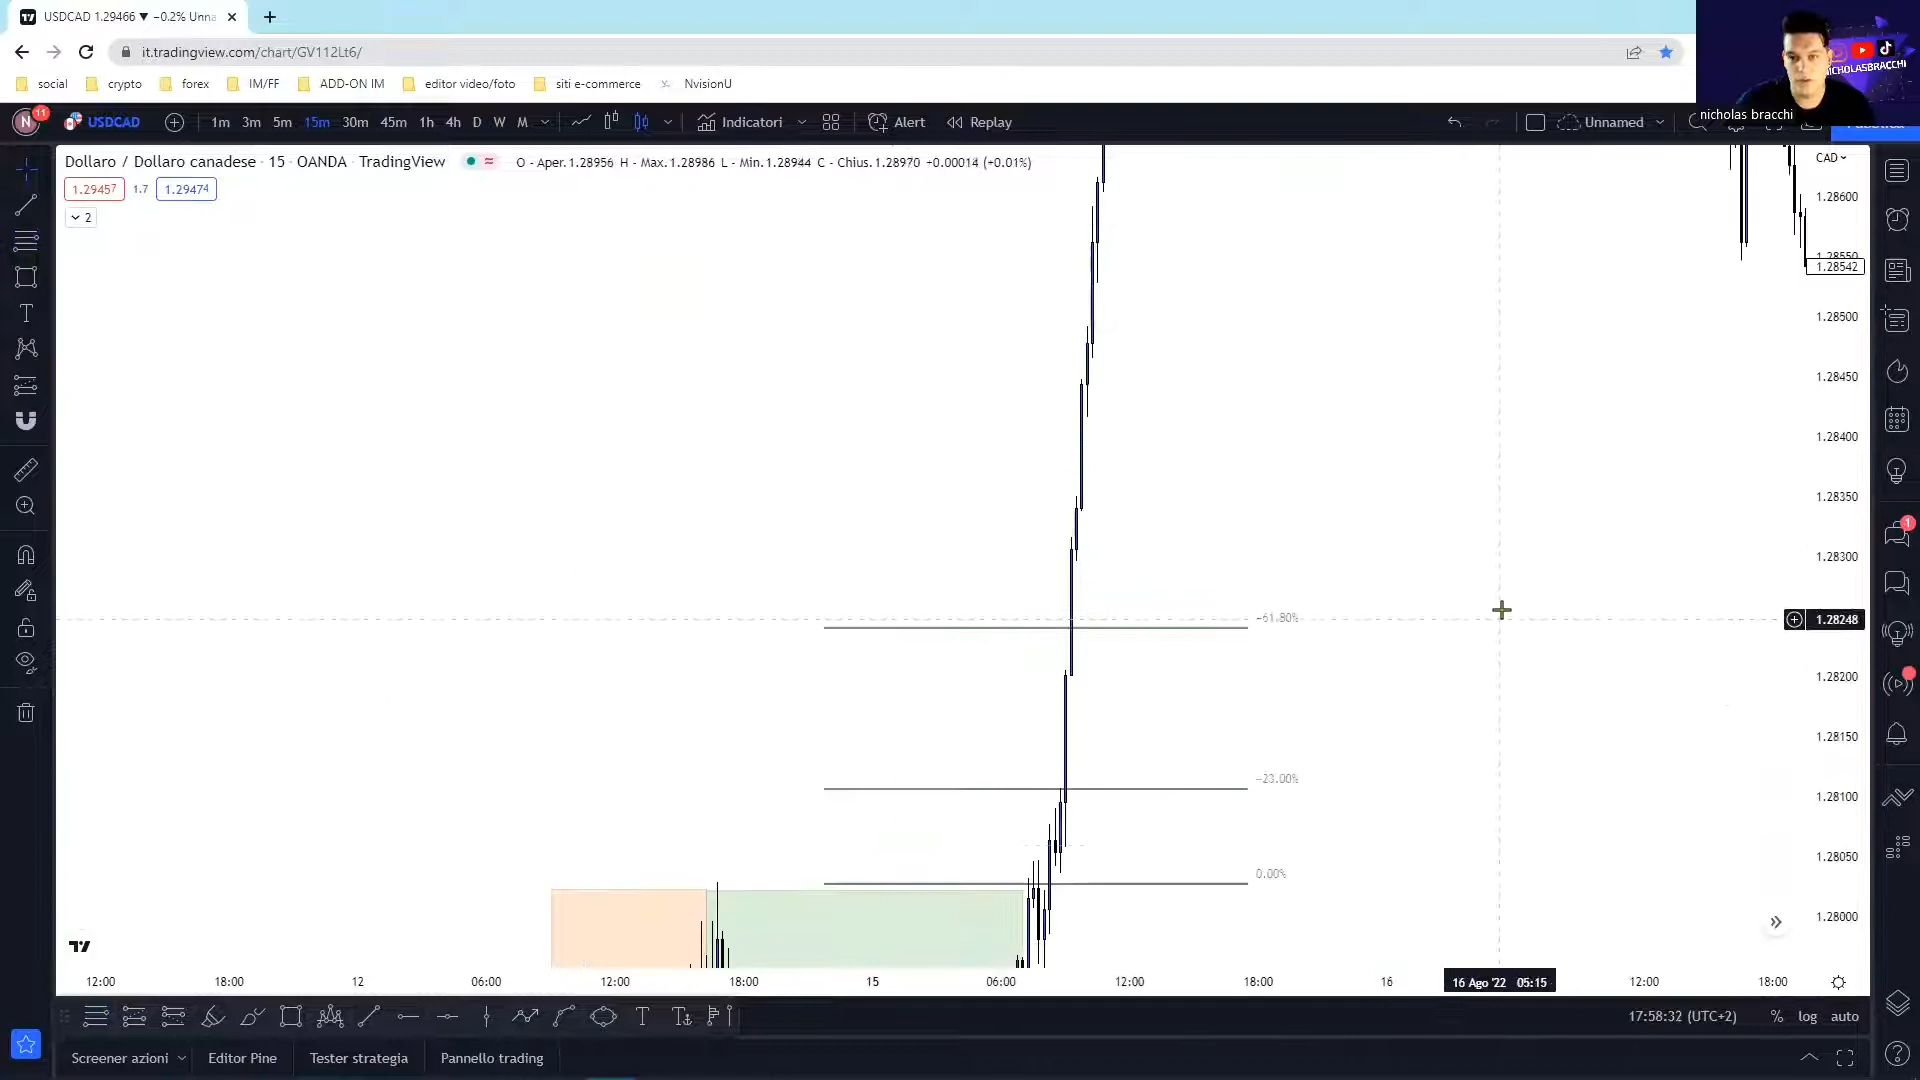 USDCAD 1.29466 ▼ −0.2% Unna
it.tradingview.com/chart/GV112Lt6/
social crypto forex IM/FF ADD-ON IM editor video/foto siti e-commerce NvisionU
NICHOLASBRACCHI
nicholas bracchi
N 11 USDCAD 1m 3m 5m 15m 30m 45m 1h 4h D W M Indicatori Alert Replay Unnamed
Dollaro / Dollaro canadese · 15 · OANDA · TradingView O - Aper.1.28956 H - Max.1.28986 L - Min.1.28944 C - Chius.1.28970 +0.00014 (+0.01%)
CAD
1.29457 1.7 1.29474
2
1.28600
1.28550
1.28542
1.28500
1.28450
1.28400
1.28350
1.28300
1
−61.80%
1.28248
1.28200
1.28150
−23.00%
1.28100
1.28050
0.00%
1.28000
12:00 18:00 12 06:00 12:00 18:00 15 06:00 12:00 18:00 16 16 Ago '22 05:15 12:00 18:00
17:58:32 (UTC+2) % log auto
Screener azioni Editor Pine Tester strategia Pannello trading